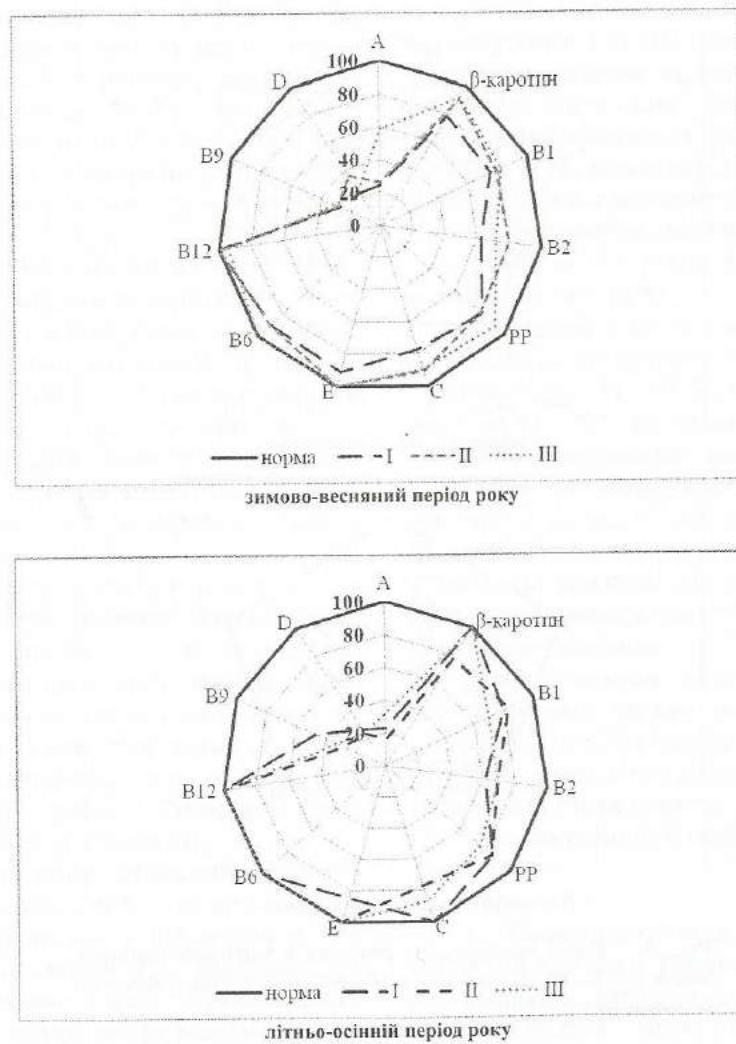 A
100
β-каротин
D
80
60
B9
B1
40
20
0
B12
B2
B6
PP
E
C
норма I II III
зимово-весняний період року
A
100
β-каротин
D
80
60
B9
B1
40
20
0
B12
B2
B6
PP
E
C
норма I II III
літньо-осінній період року